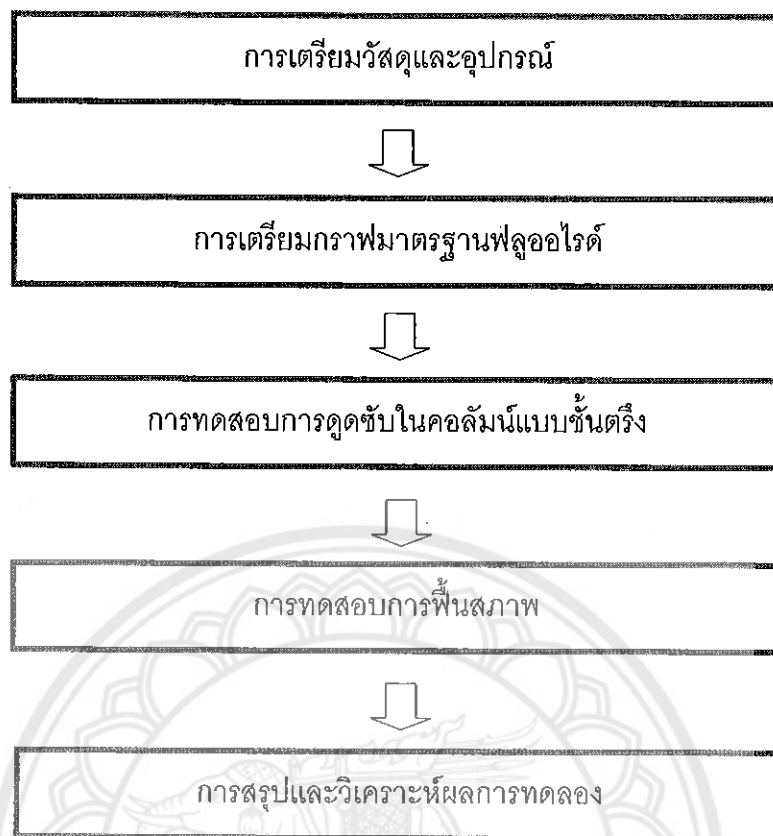 การเตรียมวัสดุและอุปกรณ์
การเตรียมกราฟมาตรฐานฟลูออไรด์
การทดสอบการดูดซับในคอลัมน์แบบชั้นตรึง
การทดสอบการฟื้นสภาพ
การสรุปและวิเคราะห์ผลการทดลอง